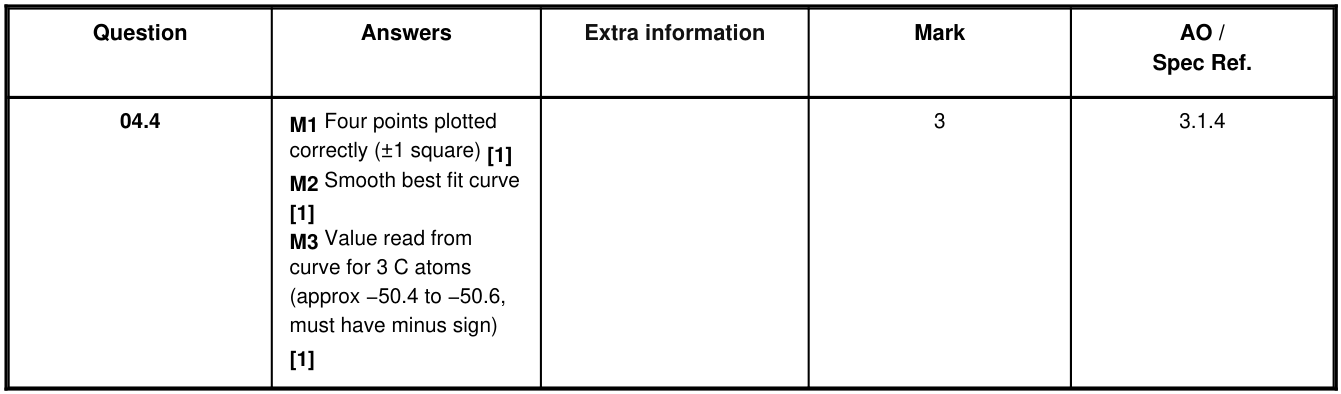 Question Answers Extra information Mark AO /
Spec Ref.
04.4 M1 Four points plotted 3 3.1.4
correctly (±1 square) [1]
M2 Smooth best fit curve
[1]
M3 Value read from
curve for 3 C atoms
(approx −50.4 to −50.6,
must have minus sign)
[1]